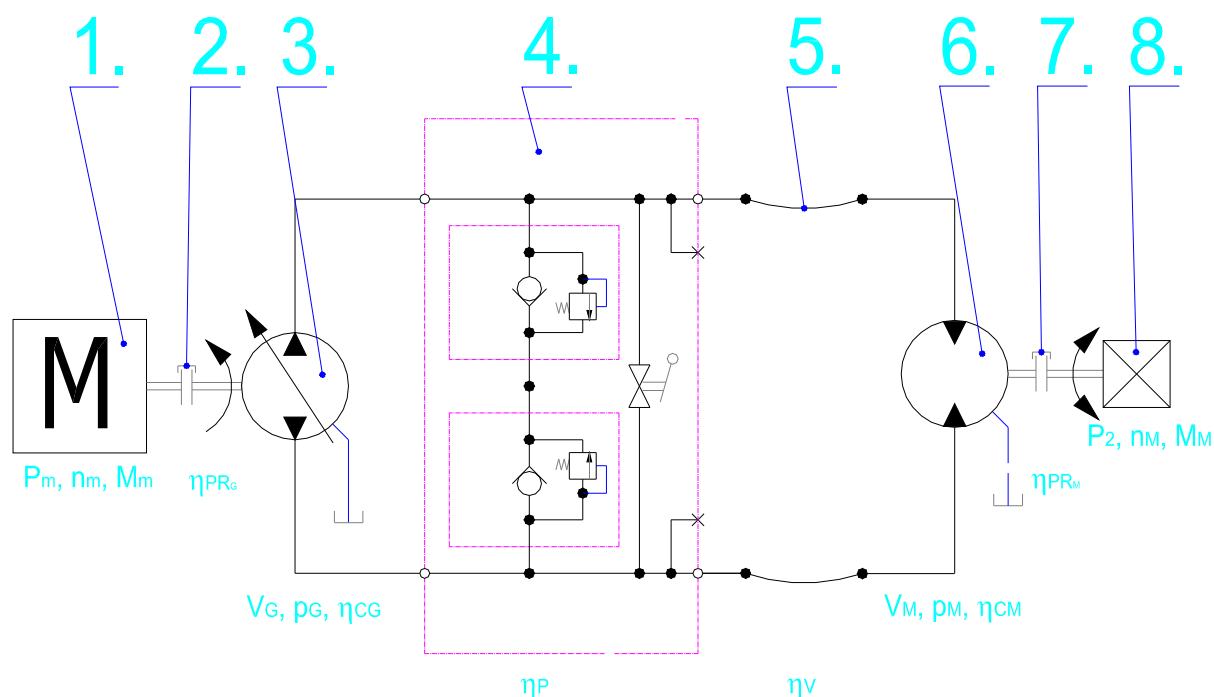 1. 2. 3. 4. 5. 6. 7. 8.
M
Pm, nm, Mm
ηPRG
P2, nM, MM
ηPRM
VG, pG, ηCG
VM, pM, ηCM
ηP
ηV